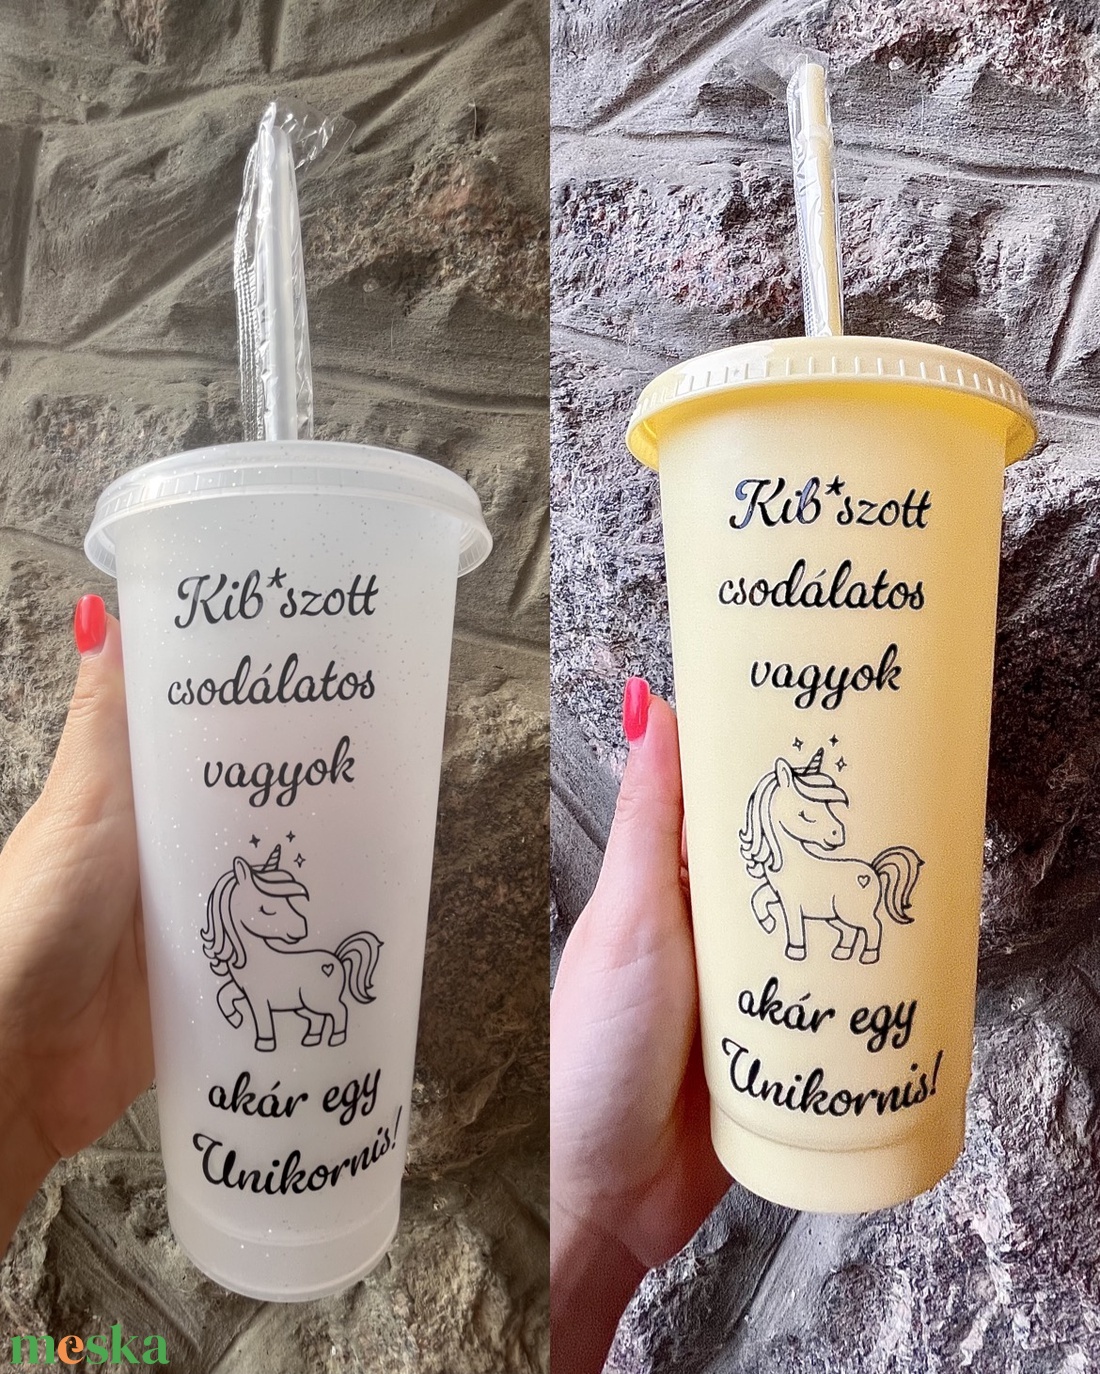 Kib*szott
csodálatos
vagyok
akár egy
Unikornis!
Kib*szott
csodálatos
vagyok
akár egy
Unikornis!
meska